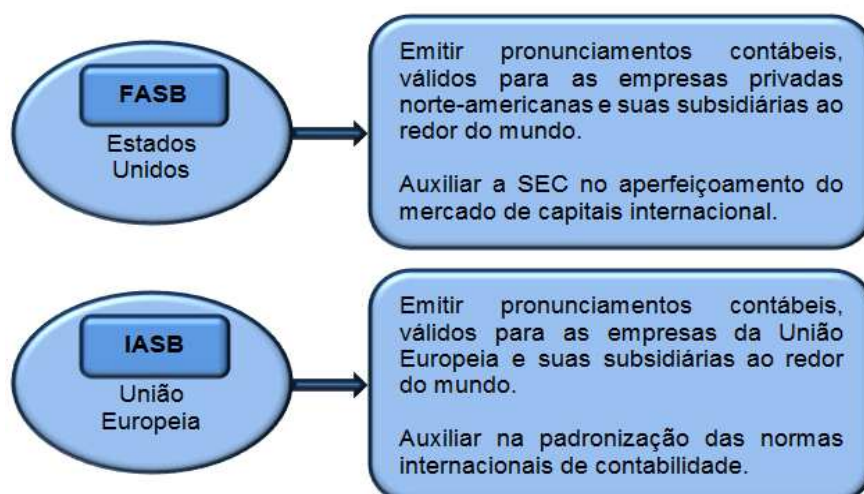 FASB
Estados
Unidos
Emitir pronunciamentos contábeis,
válidos para as empresas privadas
norte-americanas e suas subsidiárias ao
redor do mundo.
Auxiliar a SEC no aperfeiçoamento do
mercado de capitais internacional.
IASB
União
Europeia
Emitir pronunciamentos contábeis,
válidos para as empresas da União
Europeia e suas subsidiárias ao redor
do mundo.
Auxiliar na padronização das normas
internacionais de contabilidade.